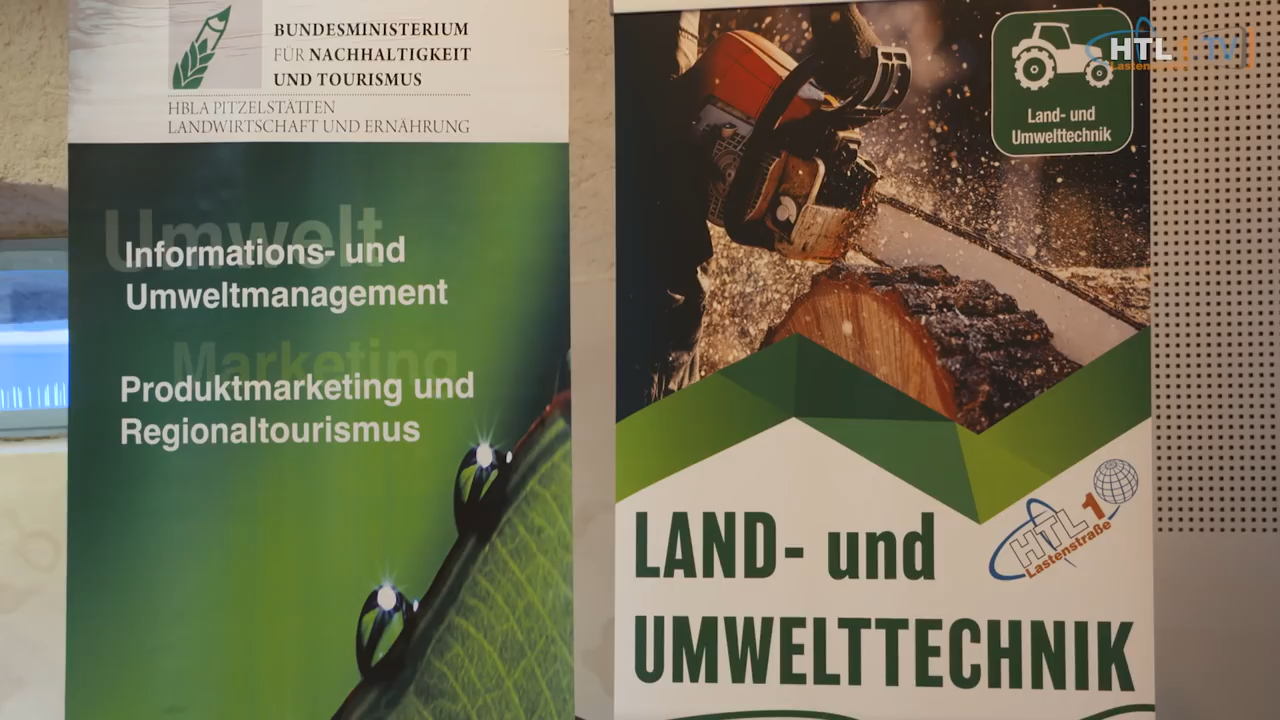 BUNDESMINISTERIUM
FÜR NACHHALTIGKEIT
UND TOURISMUS
HBLA PITZELSTÄTTEN
LANDWIRTSCHAFT UND ERNÄHRUNG
Umwelt
Informations- und
Umweltmanagement
Marketing
Produktmarketing und
Regionaltourismus
Land- und
Umwelttechnik
HTL TV
HTL 1
Lastenstraße
LAND- und
UMWELTTECHNIK